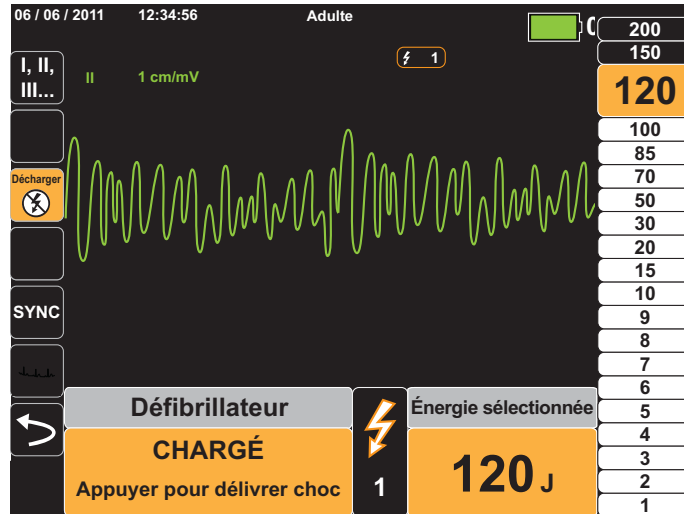 06 / 06 / 2011 12:34:56 Adulte
1
I, II,
III...
II 1 cm/mV
Décharger
SYNC
Défibrillateur
CHARGÉ
Appuyer pour délivrer choc
1
Énergie sélectionnée
120 J
200
150
120
100
85
70
50
30
20
15
10
9
8
7
6
5
4
3
2
1